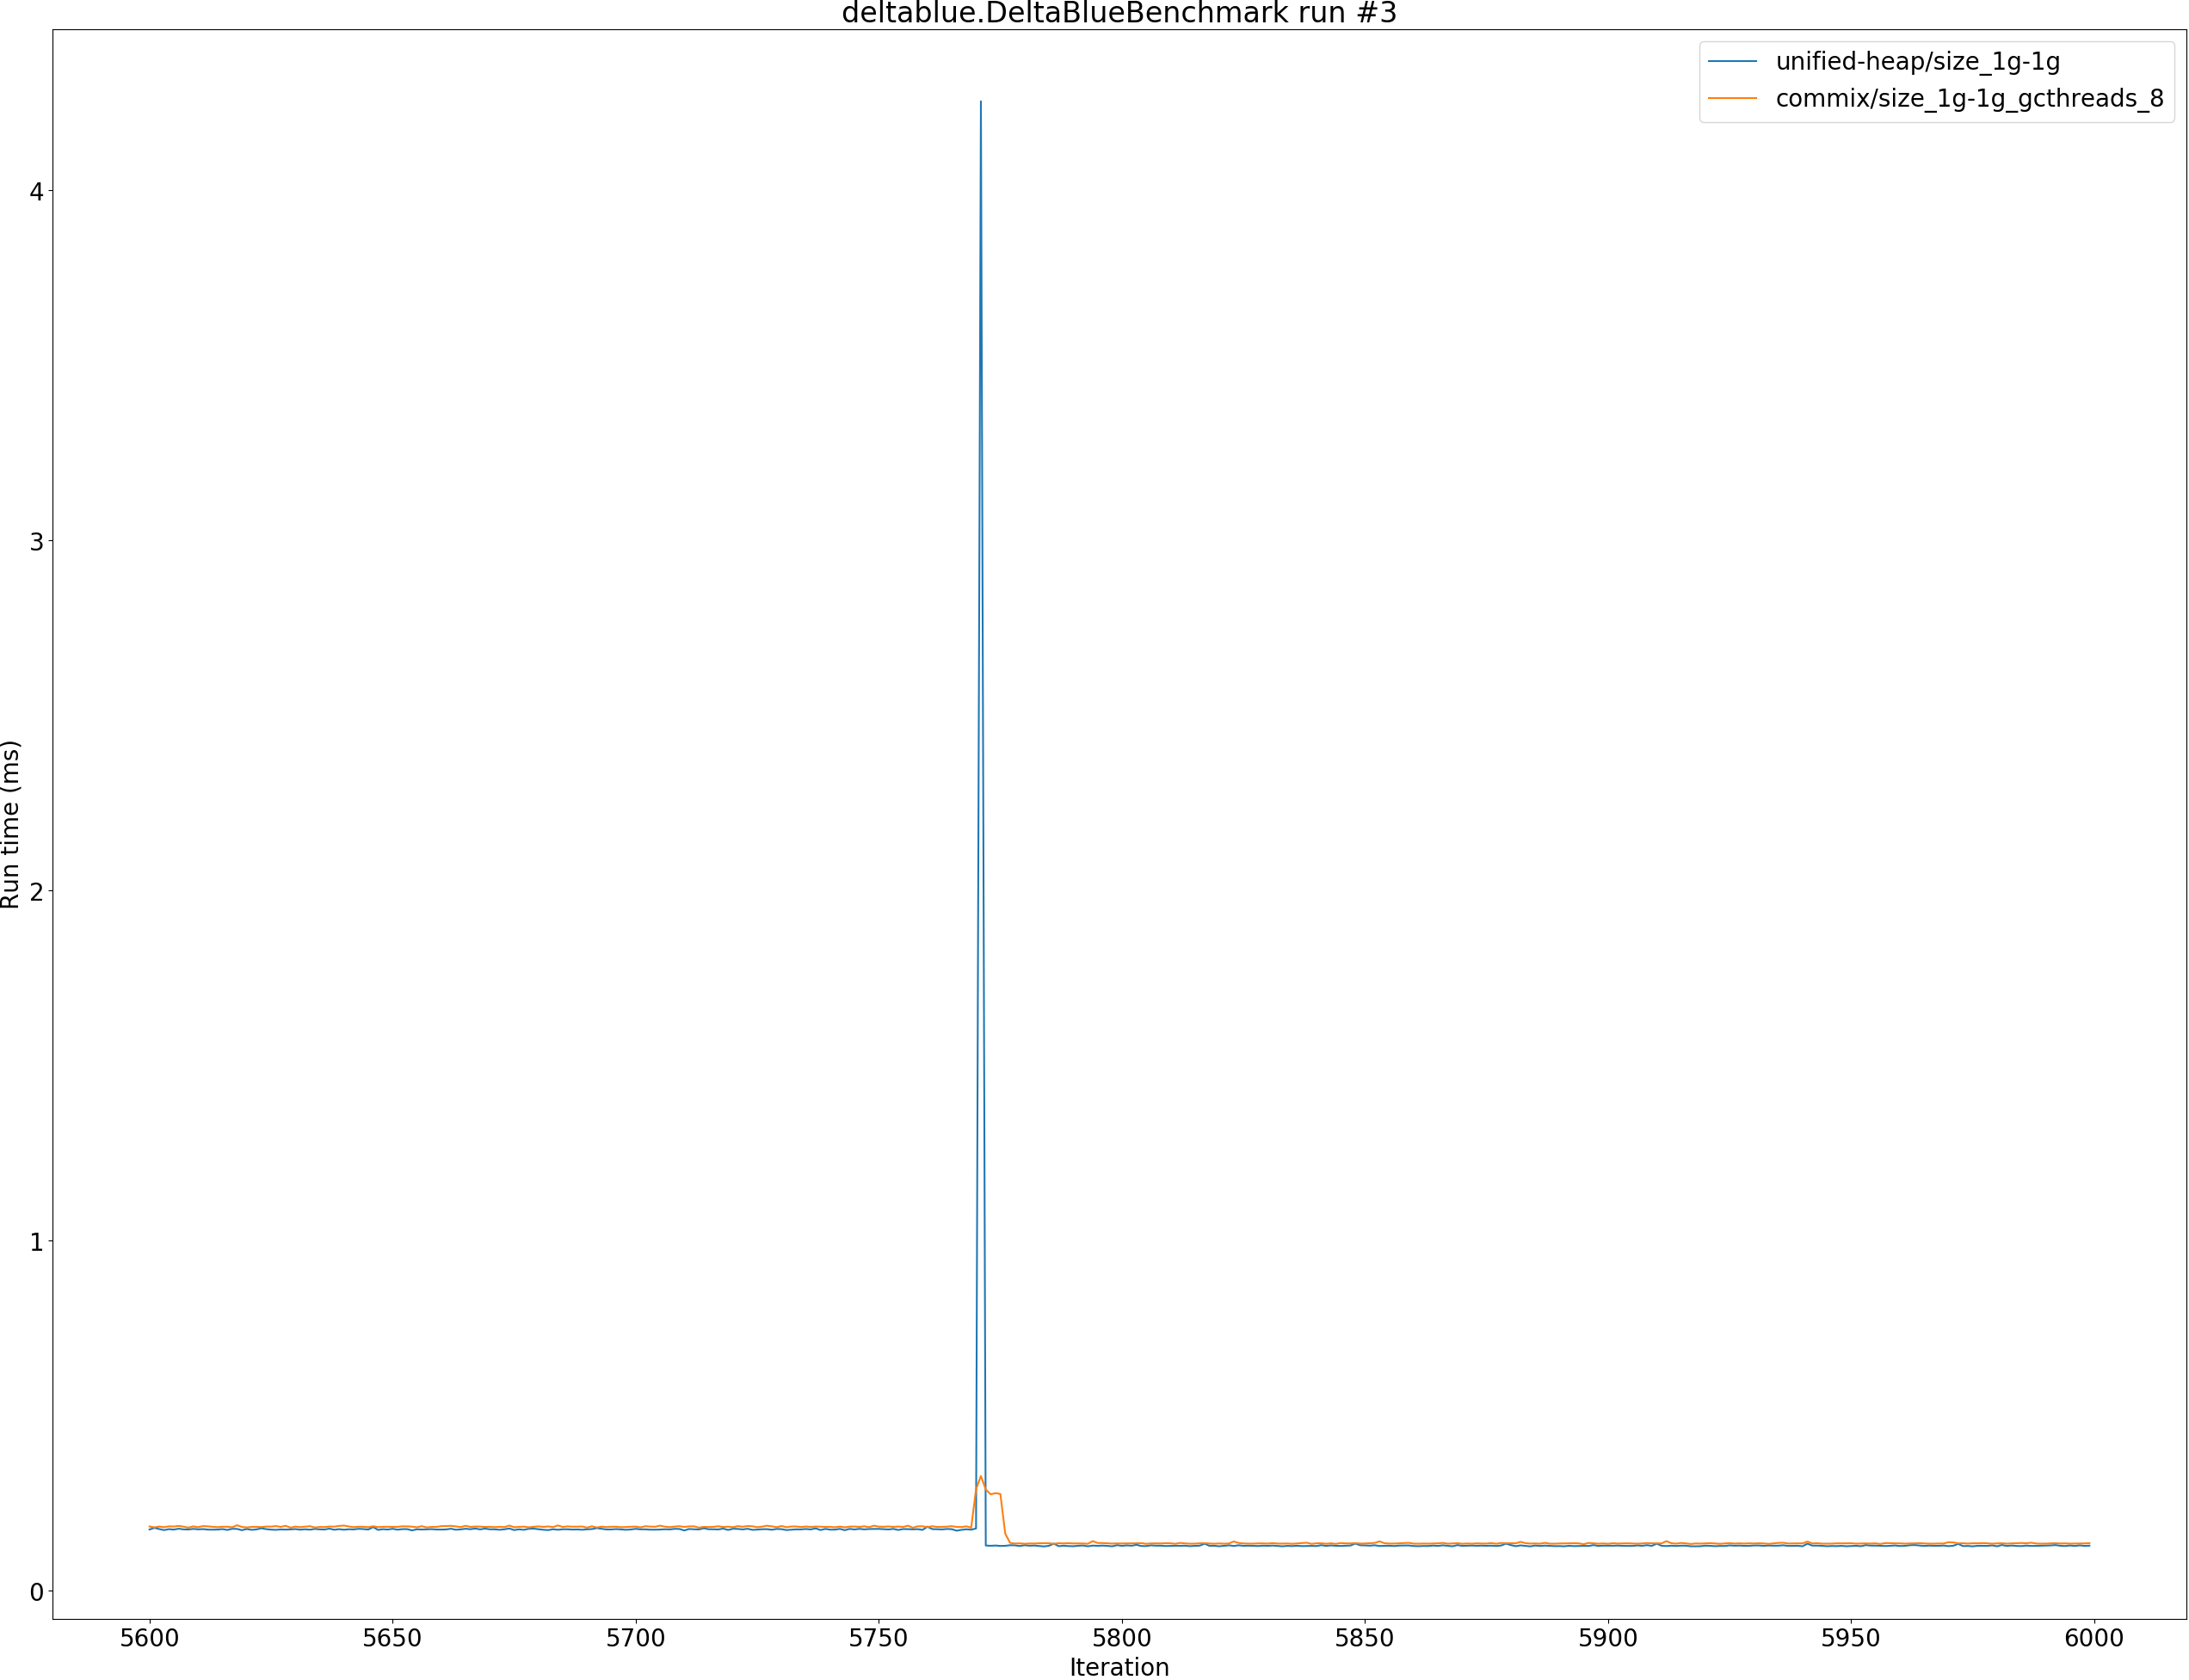 deltablue.DeltaBlueBenchmark run #3
unified-heap/size_1g-1g
commix/size_1g-1g_gcthreads_8
Run time (ms)
4
3
2
1
0
5600 5650 5700 5750 5800 5850 5900 5950 6000
Iteration